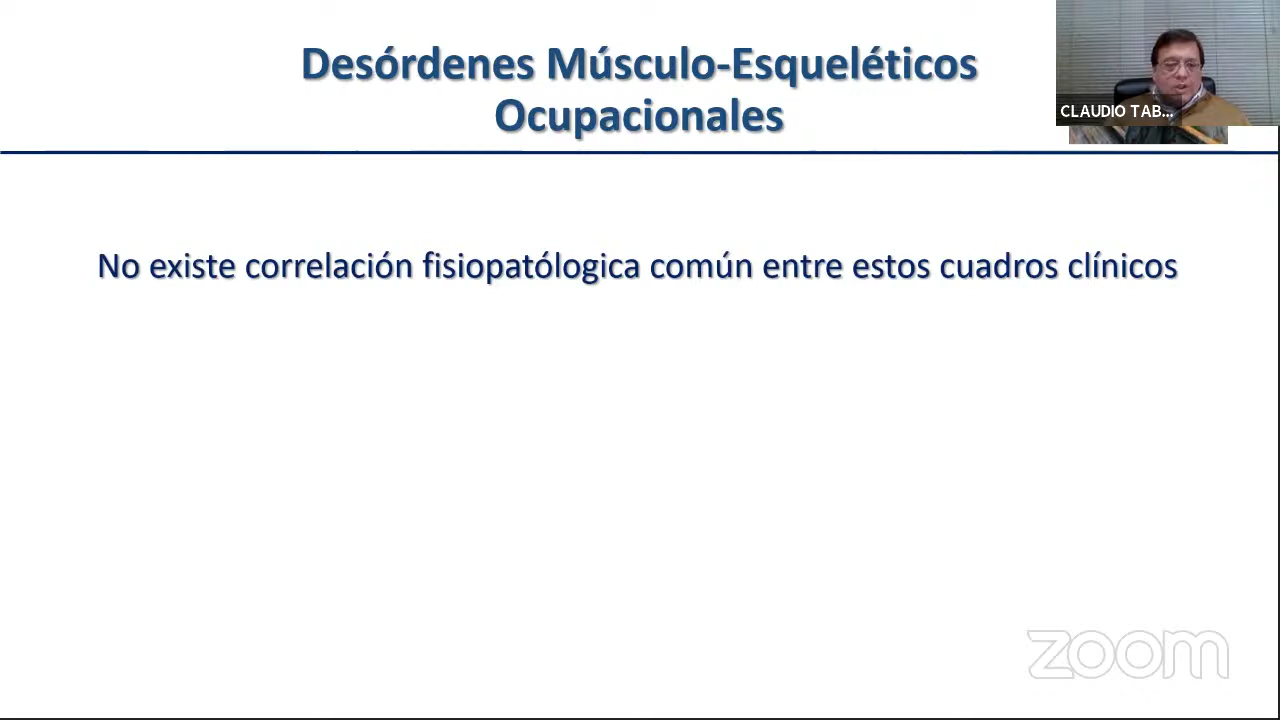 Desórdenes Músculo-Esqueléticos
Ocupacionales
CLAUDIO TAB...
No existe correlación fisiopatólogica común entre estos cuadros clínicos
zoom